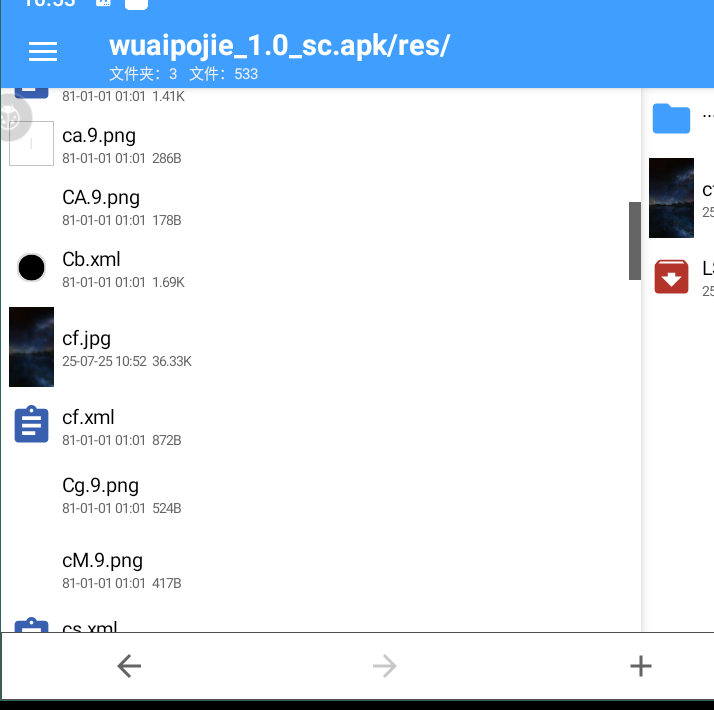 10:53
wuaipojie_1.0_sc.apk/res/
文件夹：3 文件：533
81-01-01 01:01 1.41K
ca.9.png
81-01-01 01:01 286B
CA.9.png
81-01-01 01:01 178B
Cb.xml
81-01-01 01:01 1.69K
cf.jpg
25-07-25 10:52 36.33K
cf.xml
81-01-01 01:01 872B
Cg.9.png
81-01-01 01:01 524B
cM.9.png
81-01-01 01:01 417B
cs.xml
..
25
LS
25